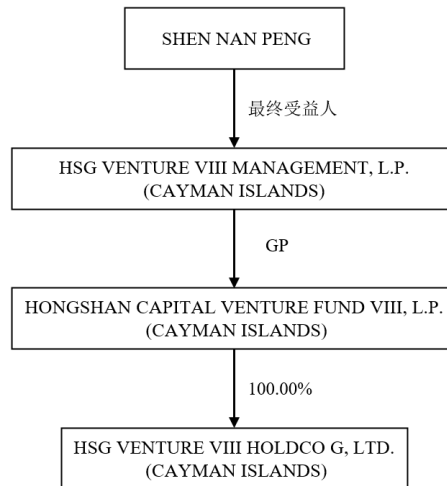 SHEN NAN PENG
最终受益人
HSG VENTURE VIII MANAGEMENT, L.P.
(CAYMAN ISLANDS)
GP
HONGSHAN CAPITAL VENTURE FUND VIII, L.P.
(CAYMAN ISLANDS)
100.00%
HSG VENTURE VIII HOLDCO G, LTD.
(CAYMAN ISLANDS)